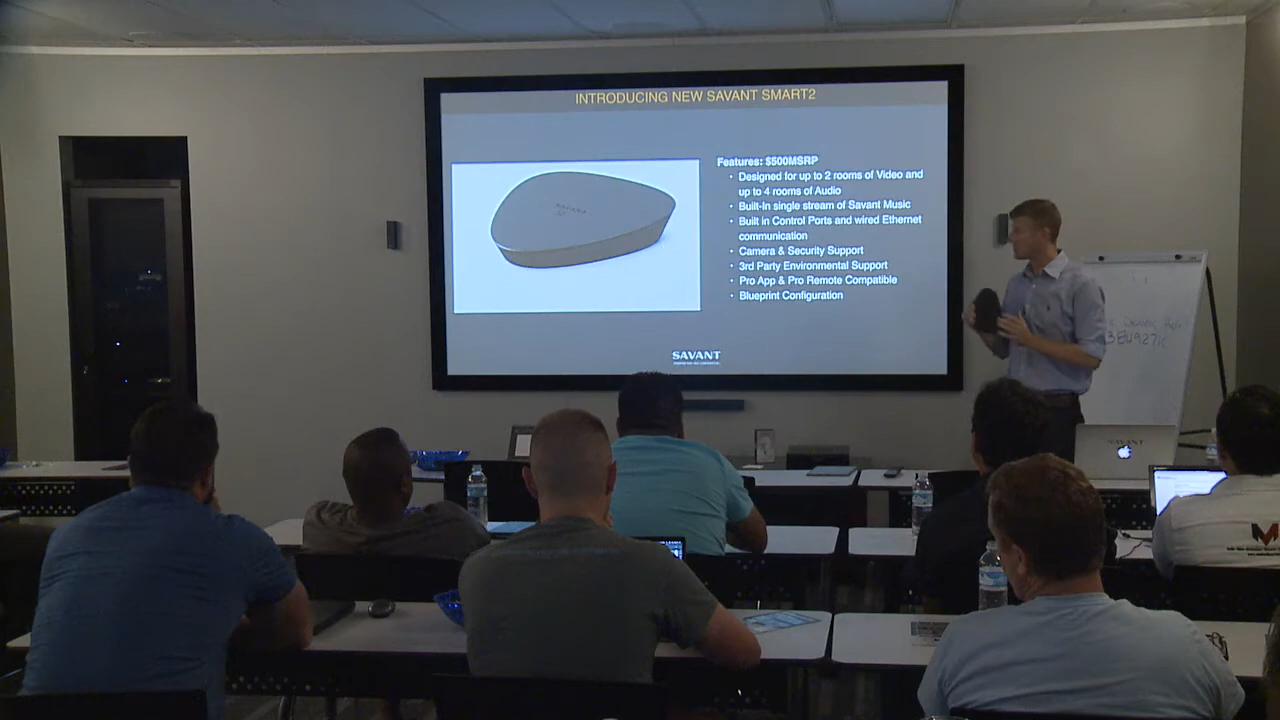 INTRODUCING NEW SAVANT SMART2
Features: $500MSRP
• Designed for up to 2 rooms of Video and
up to 4 rooms of Audio
• Built-In single stream of Savant Music
• Built in Control Ports and wired Ethernet
communication
• Camera & Security Support
• 3rd Party Environmental Support
• Pro App & Pro Remote Compatible
• Blueprint Configuration
SAVANT
SAVANT
SAVANT